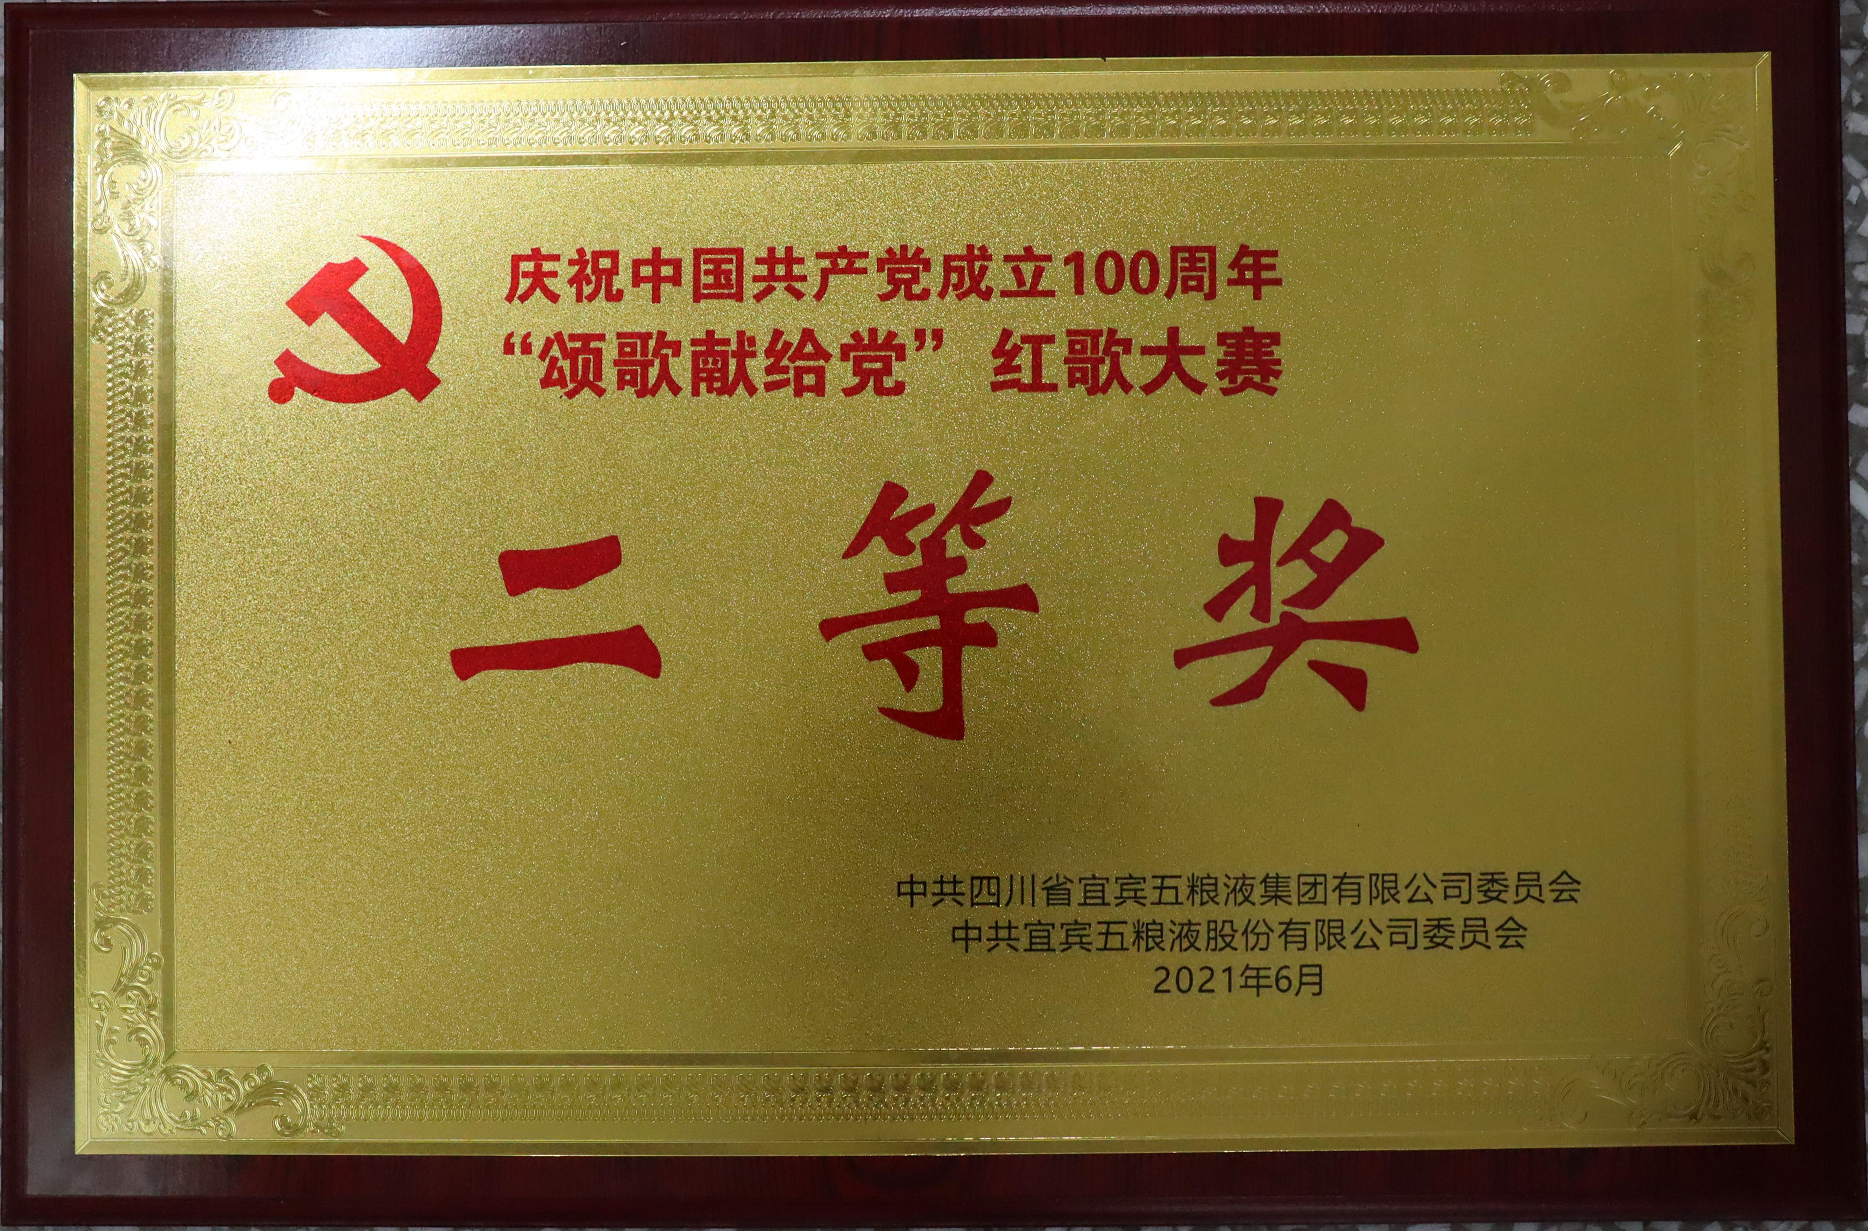 庆祝中国共产党成立100周年
“颂歌献给党” 红歌大赛
二等奖
中共四川省宜宾五粮液集团有限公司委员会
中共宜宾五粮液股份有限公司委员会
2021年6月